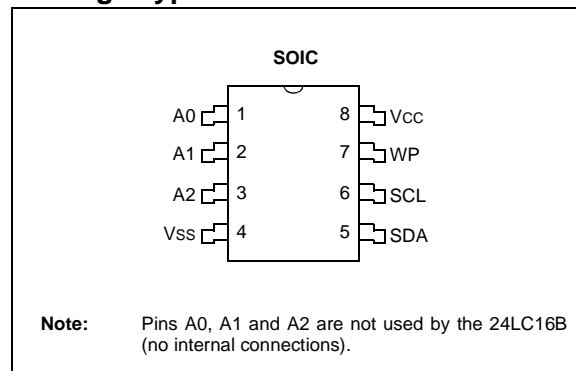 SOIC
A0 1 8 VCC
A1 2 7 WP
A2 3 6 SCL
VSS 4 5 SDA
Note: Pins A0, A1 and A2 are not used by the 24LC16B
(no internal connections).